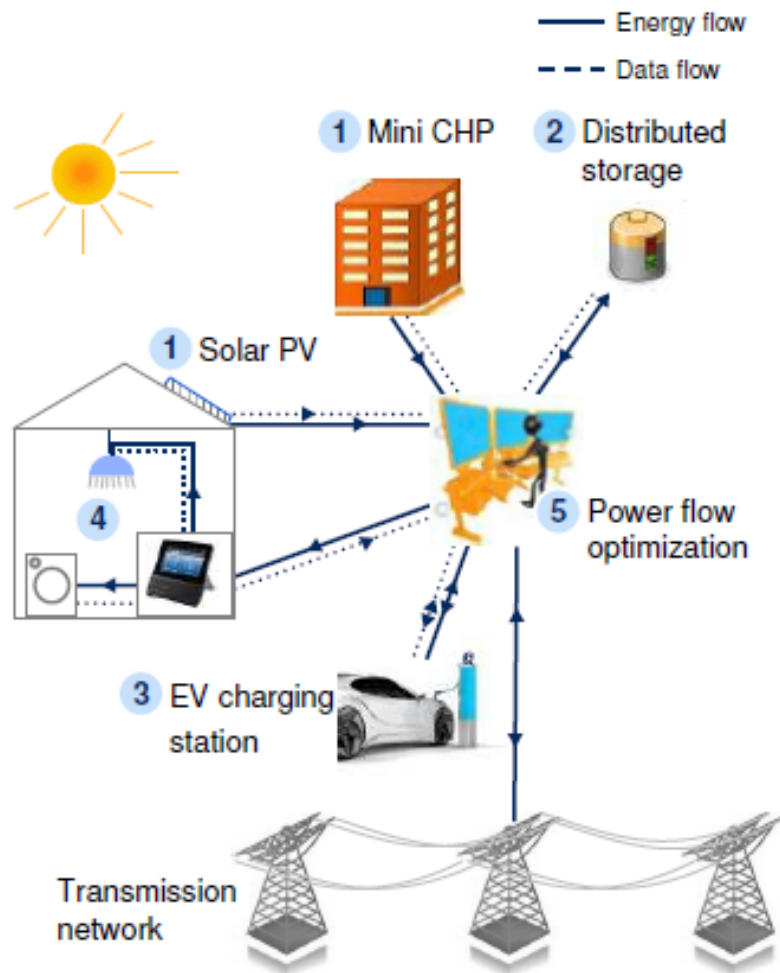 Energy flow
Data flow
1 Mini CHP
2 Distributed
storage
1 Solar PV
4
5 Power flow
optimization
3 EV charging
station
Transmission
network